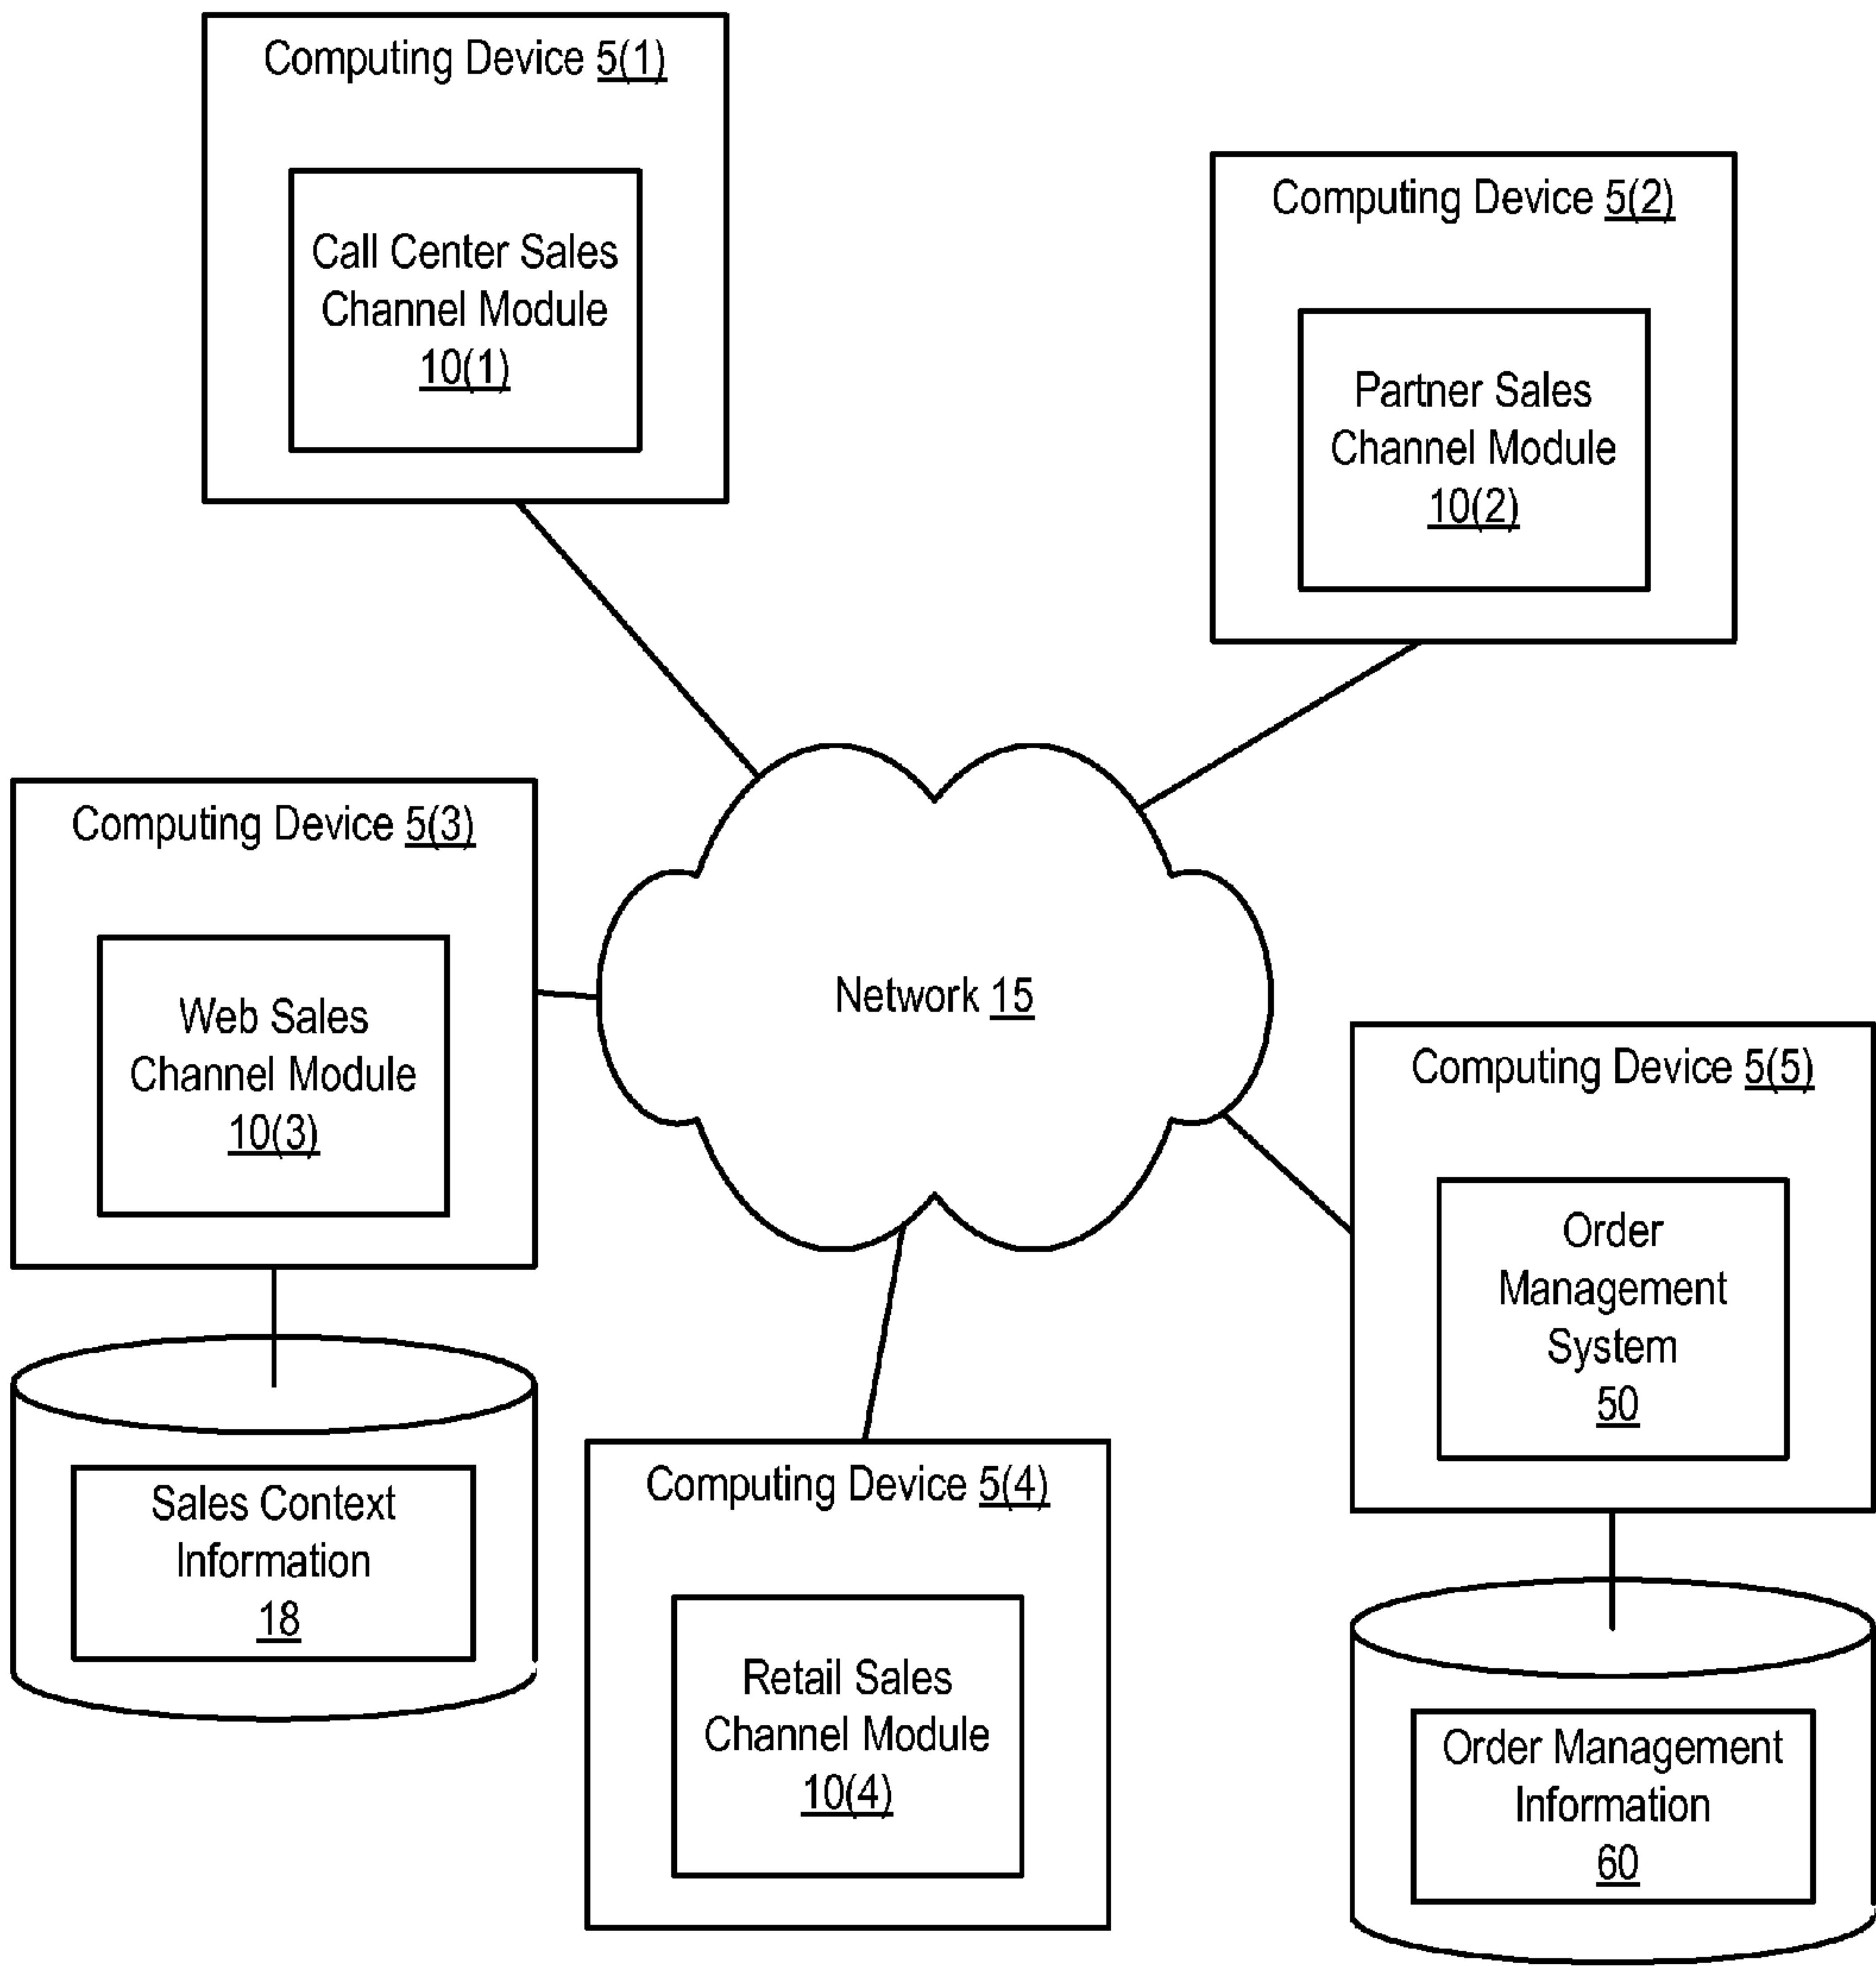 Computing Device 5(1)
Call Center Sales
Channel Module
10(1)
Computing Device 5(2)
Partner Sales
Channel Module
10(2)
Computing Device 5(3)
Web Sales
Channel Module
10(3)
Network 15
Computing Device 5(5)
Order
Management
System
50
Sales Context
Information
18
Computing Device 5(4)
Retail Sales
Channel Module
10(4)
Order Management
Information
60